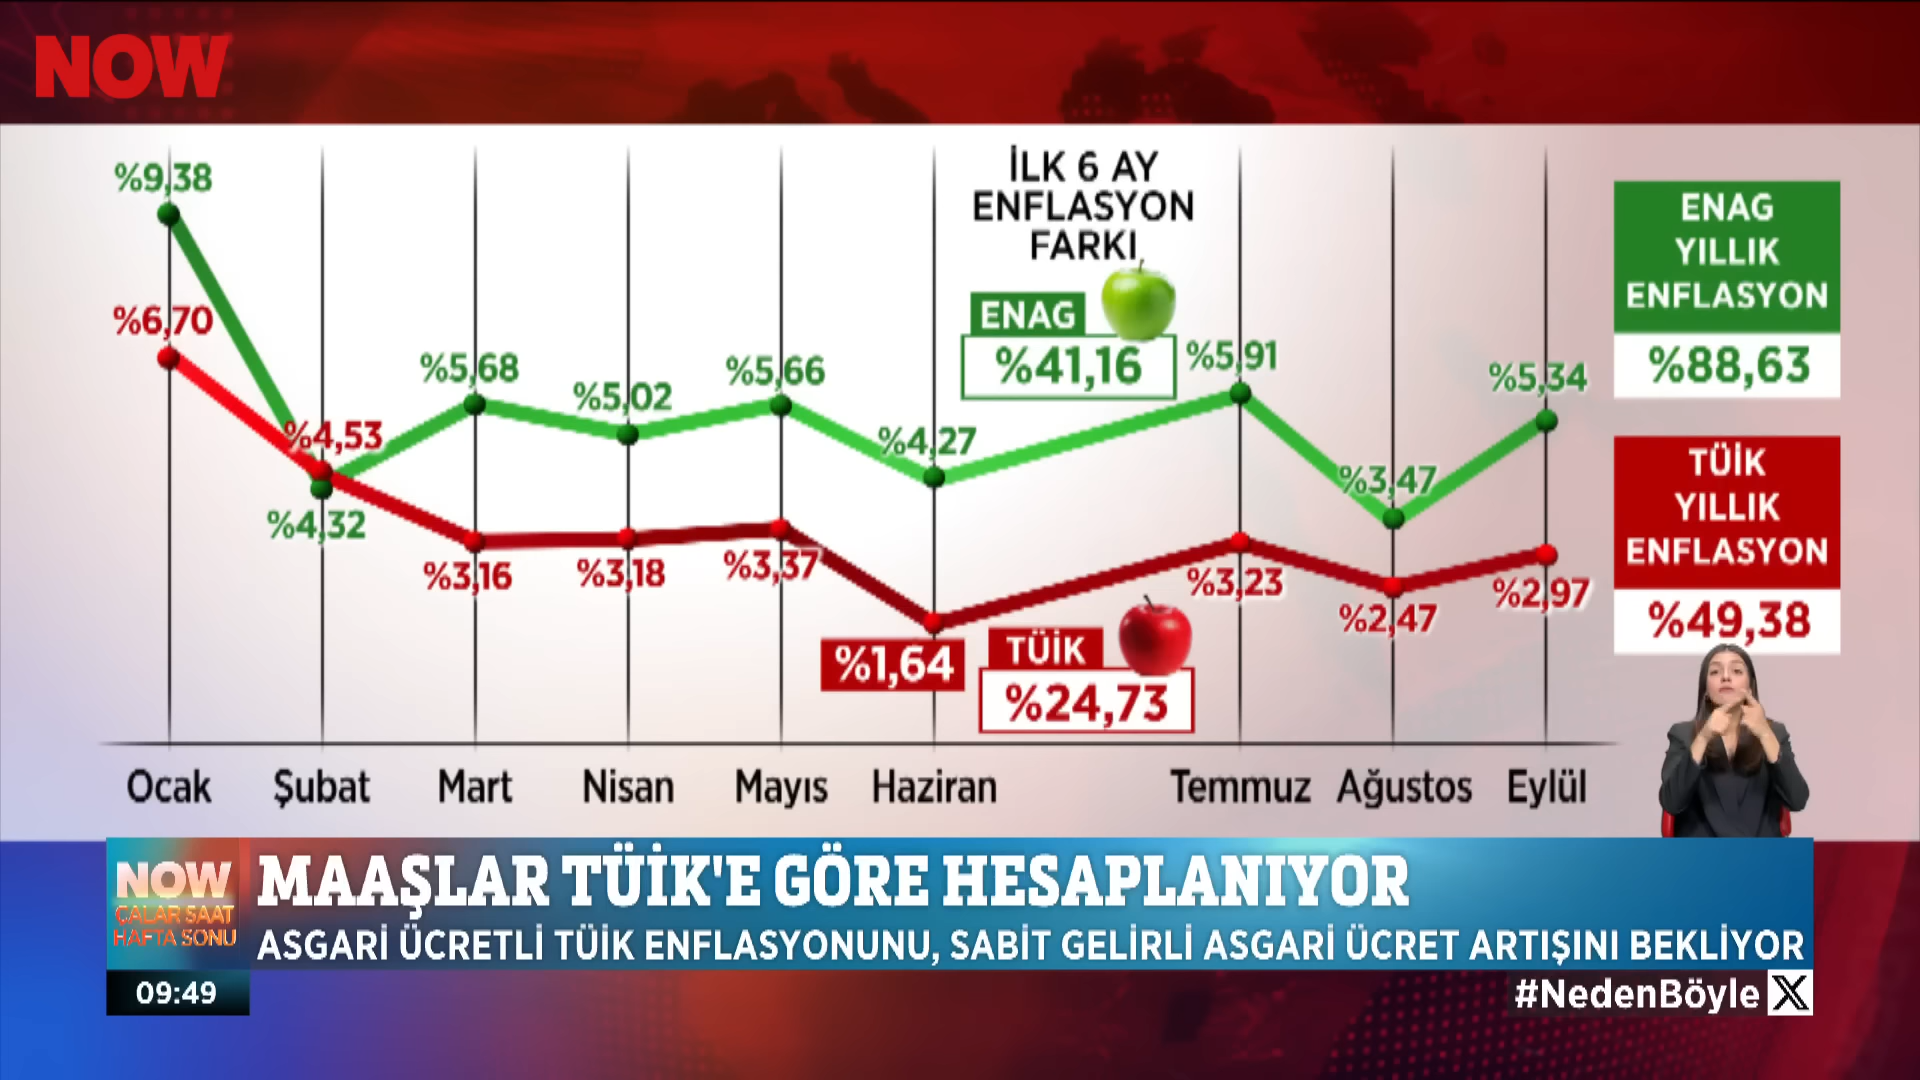 NOW
%9,38
%6,70
%4,53
%4,32
%5,68
%3,16
%5,02
%3,18
%5,66
%3,37
%4,27
%1,64
İLK 6 AY
ENFLASYON
FARKI
ENAG
%41,16
TÜİK
%24,73
%5,91
%3,23
%3,47
%2,47
%5,34
%2,97
ENAG
YILLIK
ENFLASYON
%88,63
TÜİK
YILLIK
ENFLASYON
%49,38
Ocak Şubat Mart Nisan Mayıs Haziran Temmuz Ağustos Eylül
NOW
ÇALAR SAAT
HAFTA SONU
09:49
MAAŞLAR TÜİK'E GÖRE HESAPLANIYOR
ASGARİ ÜCRETLİ TÜİK ENFLASYONUNU, SABİT GELİRLİ ASGARİ ÜCRET ARTIŞINI BEKLİYOR
#NedenBöyle X